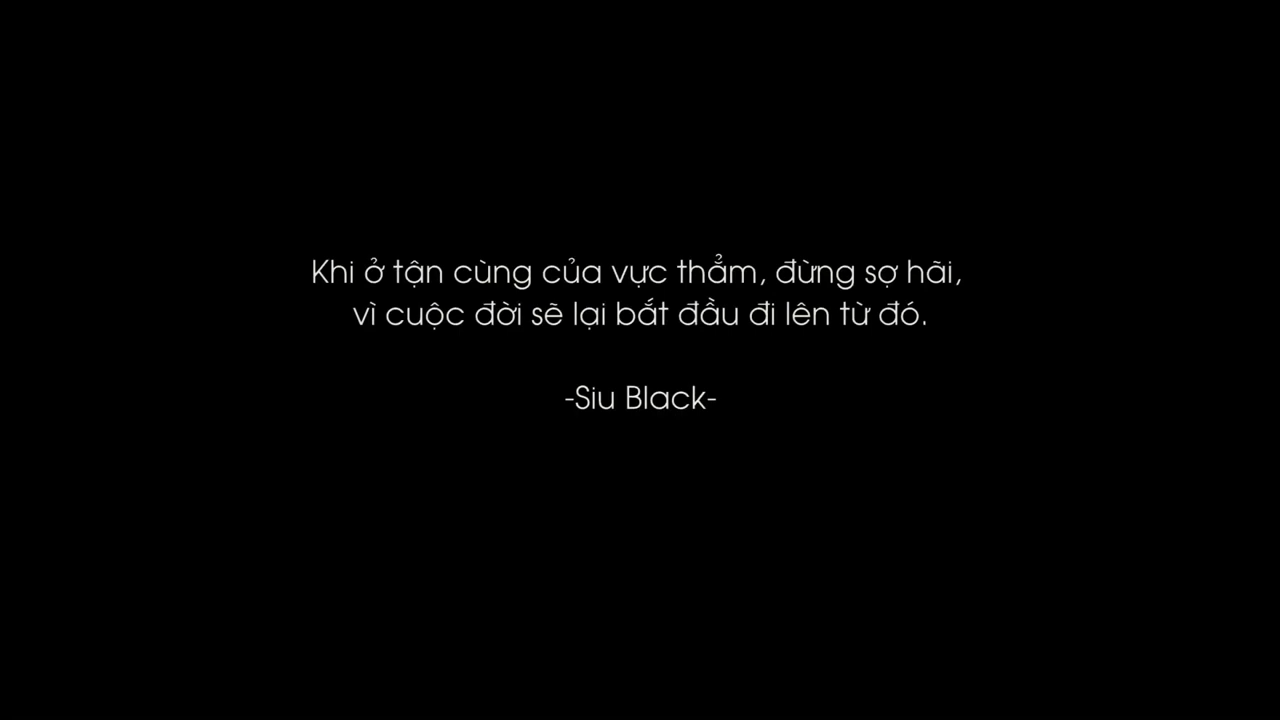 Khi ở tận cùng của vực thẳm, đừng sợ hãi,
vì cuộc đời sẽ lại bắt đầu đi lên từ đó.
-Siu Black-